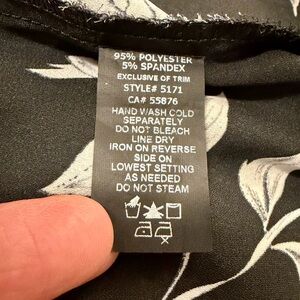 95% POLYESTER
5% SPANDEX
EXCLUSIVE OF TRIM
STYLE# 5171
CA# 55876
HAND WASH COLD
SEPARATELY
DO NOT BLEACH
LINE DRY
IRON ON REVERSE
SIDE ON
LOWEST SETTING
AS NEEDED
DO NOT STEAM